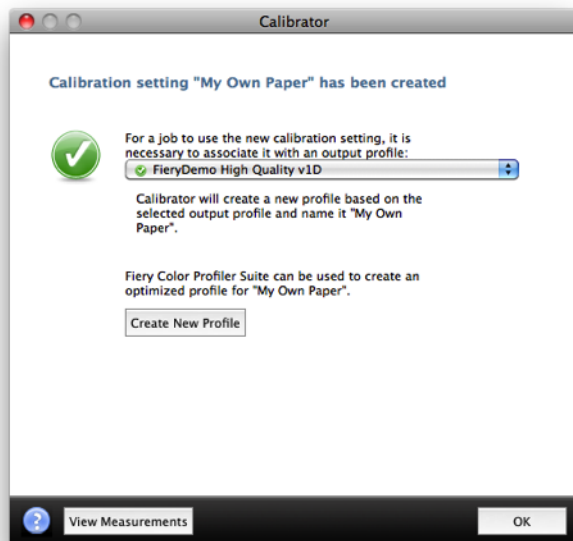 Calibrator
Calibration setting "My Own Paper" has been created
For a job to use the new calibration setting, it is
necessary to associate it with an output profile:
FieryDemo High Quality v1D
Calibrator will create a new profile based on the
selected output profile and name it "My Own
Paper".
Fiery Color Profiler Suite can be used to create an
optimized profile for "My Own Paper".
Create New Profile
?
View Measurements
OK